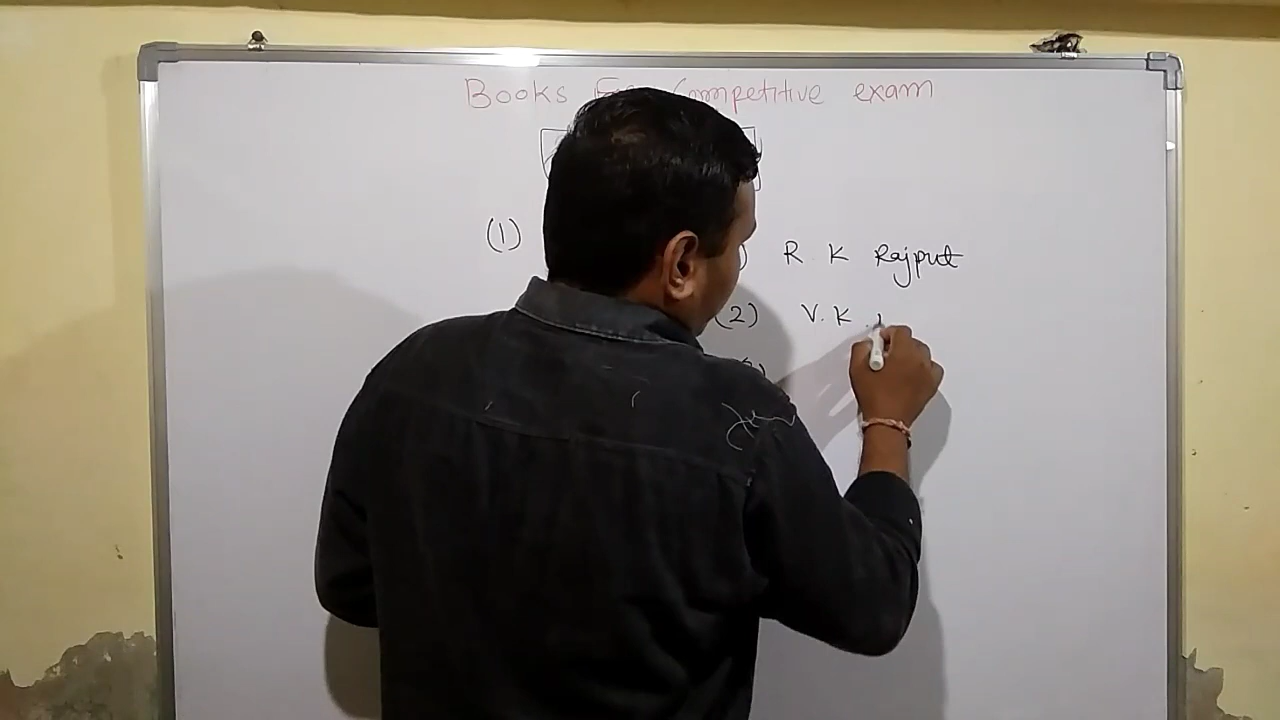 Books Competitive exam
(1)
R. K Rajput
(2) V. K